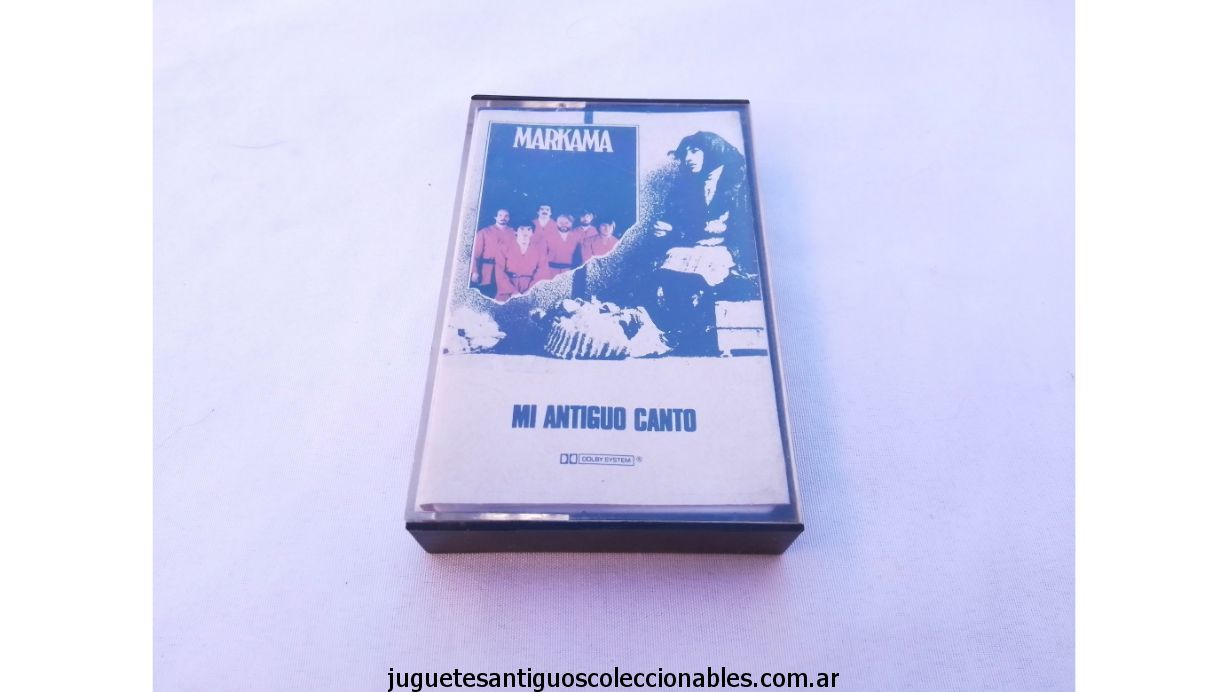 MARKAMA
MI ANTIGUO CANTO
DOLBY SYSTEM ®
juguetesantiguoscoleccionables.com.ar